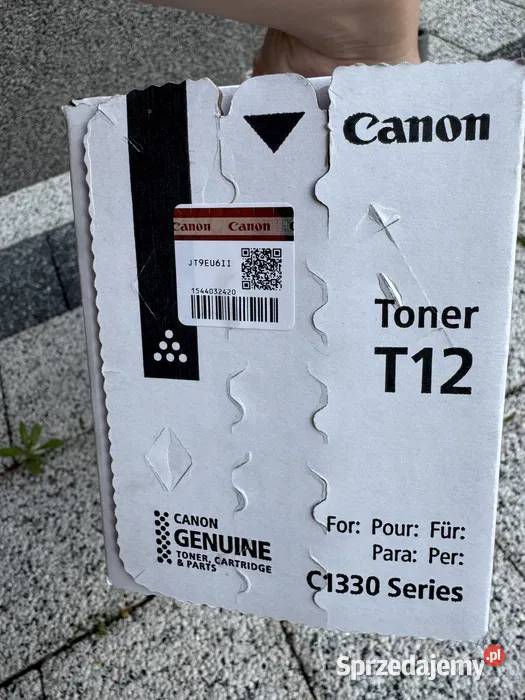 Canon
Canon Canon
JT9EU6II
1544032420
Toner
T12
CANON
GENUINE
TONER, CARTRIDGE
& PARTS
For: Pour: Für:
Para: Per:
C1330 Series
Sprzedajemy.pl